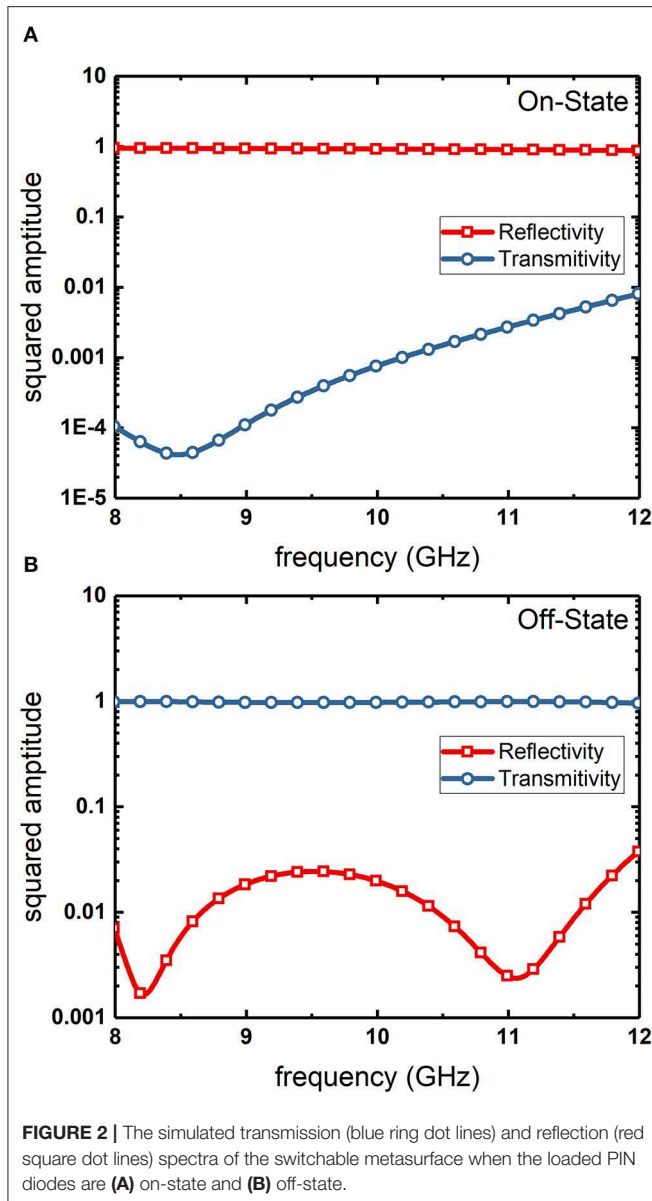 A
On-State
10
1
0.1
0.01
0.001
1E-4
1E-5
squared amptitude
Reflectivity
Transmitivity
8 9 10 11 12
frequency (GHz)
B
Off-State
10
1
0.1
0.01
0.001
squared amptitude
Reflectivity
Transmitivity
8 9 10 11 12
frequency (GHz)
FIGURE 2 | The simulated transmission (blue ring dot lines) and reflection (red
square dot lines) spectra of the switchable metasurface when the loaded PIN
diodes are (A) on-state and (B) off-state.